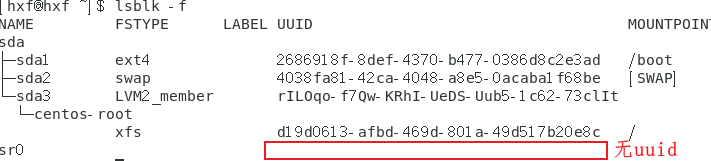 [hxf@hxf ~]$ lsblk -f
NAME FSTYPE LABEL UUID MOUNTPOINT
sda
├─sda1 ext4 2686918f-8def-4370-b477-0386d8c2e3ad /boot
├─sda2 swap 4038fa81-42ca-4048-a8e5-0acaba1f68be [SWAP]
└─sda3 LVM2_member rILOqo-f7Qw-KRhI-UeDS-Uub5-1c62-73clIt
└─centos-root
xfs d19d0613-afbd-469d-801a-49d517b20e8c /
sr0 无uuid